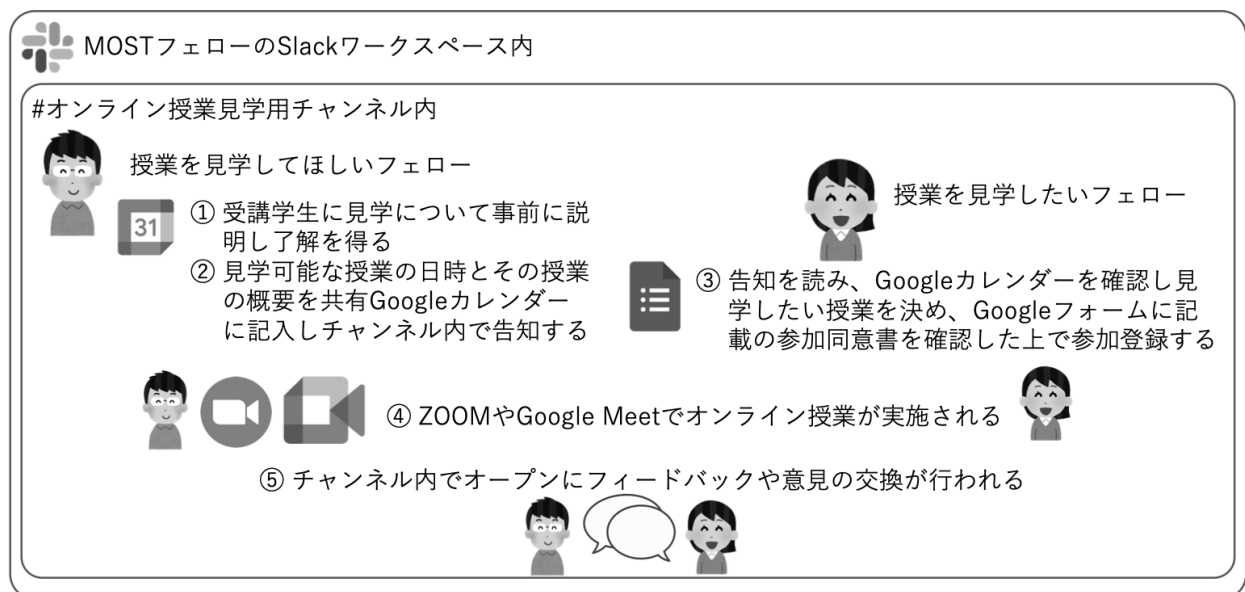 MOSTフェローのSlackワークスペース内
#オンライン授業見学用チャンネル内
授業を見学してほしいフェロー
31
① 受講学生に見学について事前に説
明し了解を得る
② 見学可能な授業の日時とその授業
の概要を共有Googleカレンダー
に記入しチャンネル内で告知する
授業を見学したいフェロー
③ 告知を読み、Googleカレンダーを確認し見
学したい授業を決め、Googleフォームに記
載の参加同意書を確認した上で参加登録する
④ ZOOMやGoogle Meetでオンライン授業が実施される
⑤ チャンネル内でオープンにフィードバックや意見の交換が行われる